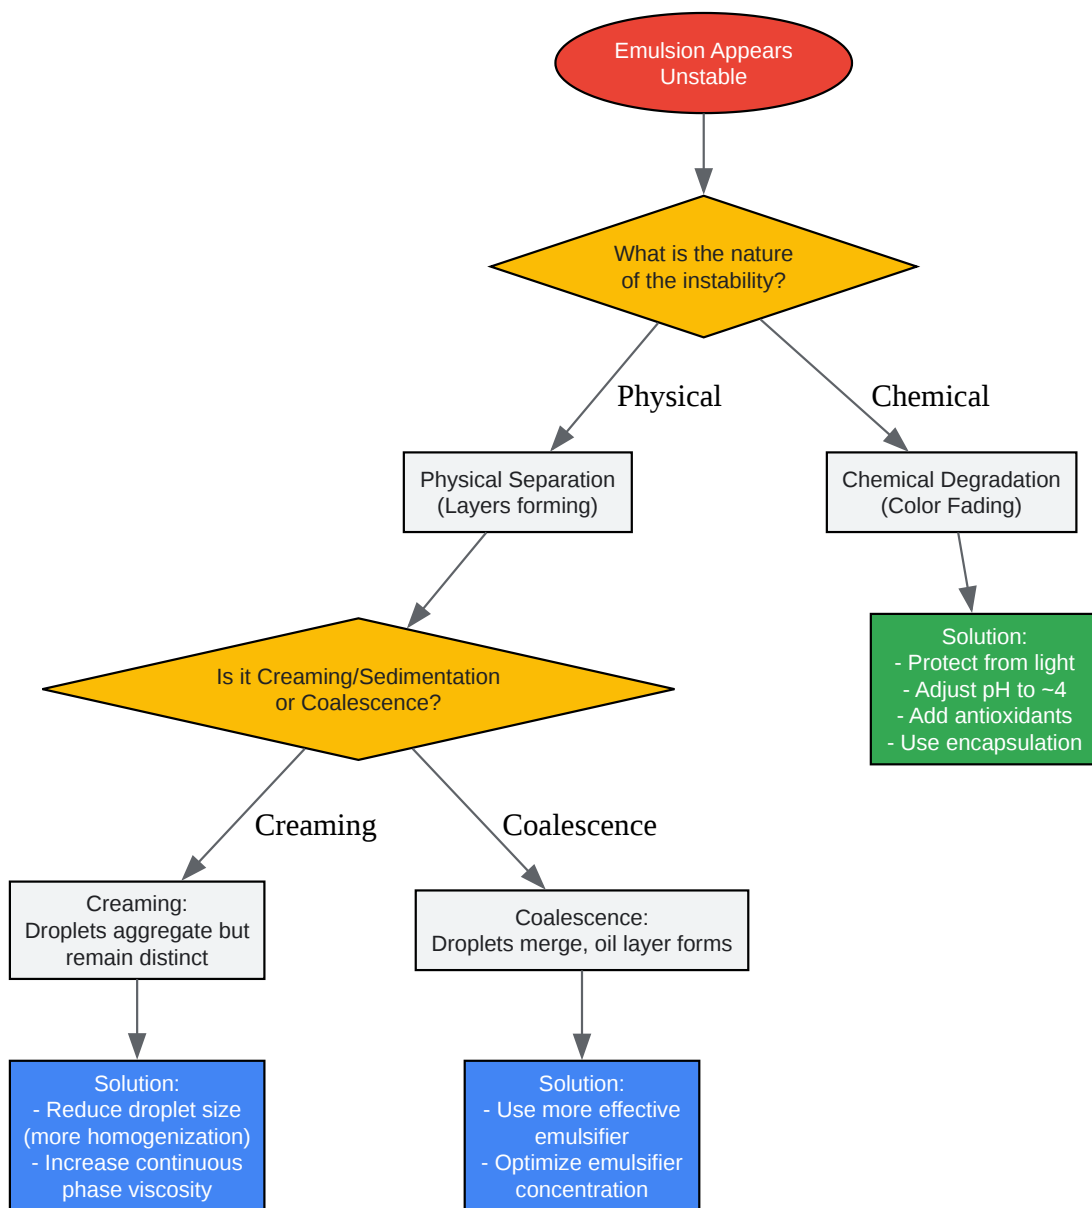 Emulsion Appears
Unstable
What is the nature
of the instability?
Physical
Chemical
Physical Separation
(Layers forming)
Chemical Degradation
(Color Fading)
Solution:
- Protect from light
- Adjust pH to ~4
- Add antioxidants
- Use encapsulation
Is it Creaming/Sedimentation
or Coalescence?
Creaming
Coalescence
Creaming:
Droplets aggregate but
remain distinct
Coalescence:
Droplets merge, oil layer forms
Solution:
- Reduce droplet size
(more homogenization)
- Increase continuous
phase viscosity
Solution:
- Use more effective
emulsifier
- Optimize emulsifier
concentration